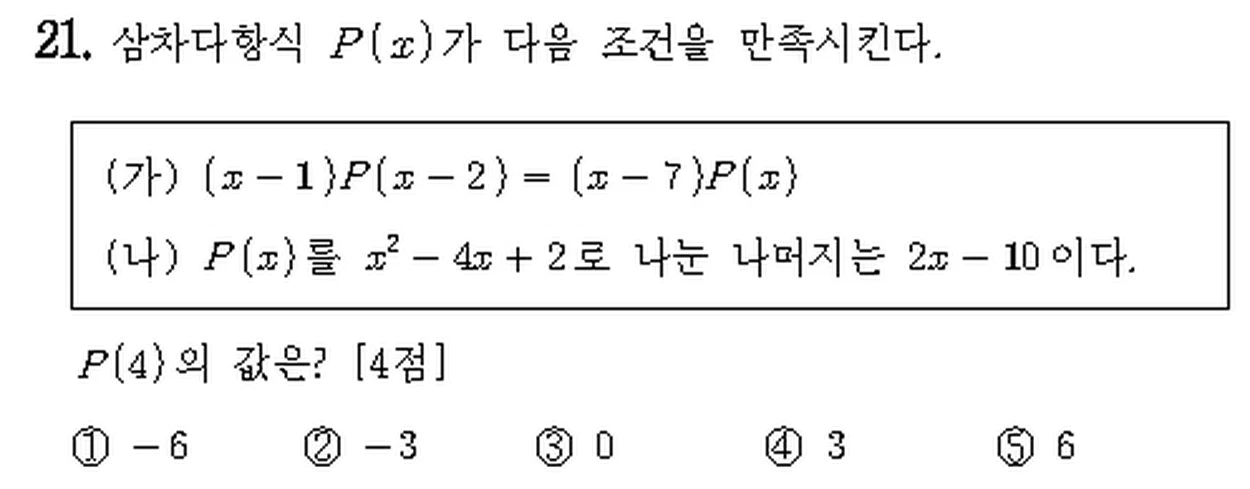 21. 삼차다항식 P(x)가 다음 조건을 만족시킨다.
(가) (x-1)P(x-2) = (x-7)P(x)
(나) P(x)를 x²-4x+2로 나눈 나머지는 2x-10이다.
P(4)의 값은? [4점]
① -6 ② -3 ③ 0 ④ 3 ⑤ 6